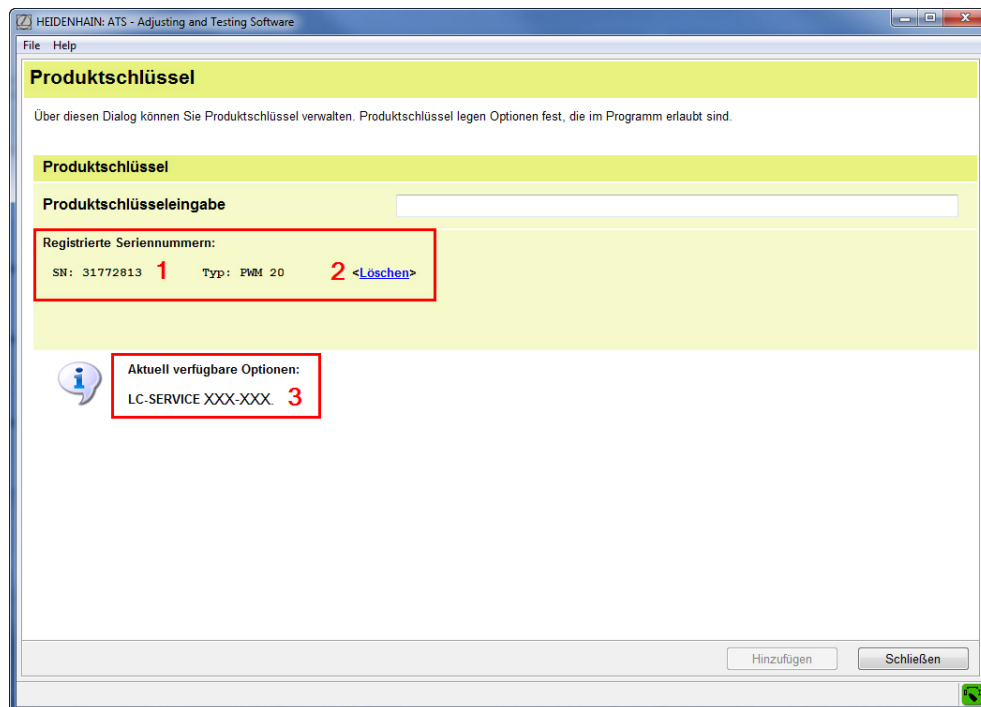 HEIDENHAIN: ATS - Adjusting and Testing Software
File Help
Produktschlüssel
Über diesen Dialog können Sie Produktschlüssel verwalten. Produktschlüssel legen Optionen fest, die im Programm erlaubt sind.
Produktschlüssel
Produktschlüsseleingabe
Registrierte Seriennummern:
SN: 31772813 1 Typ: PWM 20 2 <Löschen>
Aktuell verfügbare Optionen:
LC-SERVICE XXX-XXX. 3
Hinzufügen Schließen